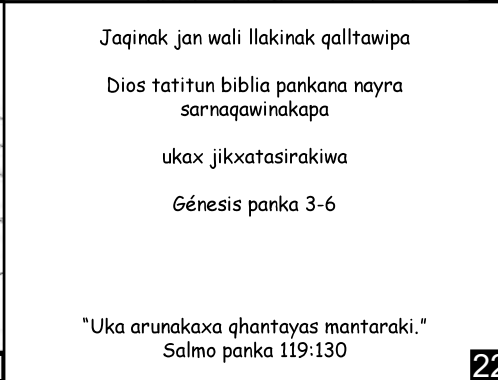 Jaqinak jan wali llakinak qalltawipa
Dios tatitun biblia pankana nayra
sarnaqawinakapa
ukax jikxatasirakiwa
Génesis panka 3-6
“Uka arunakaxa qhantayas mantaraki.”
Salmo panka 119:130
22